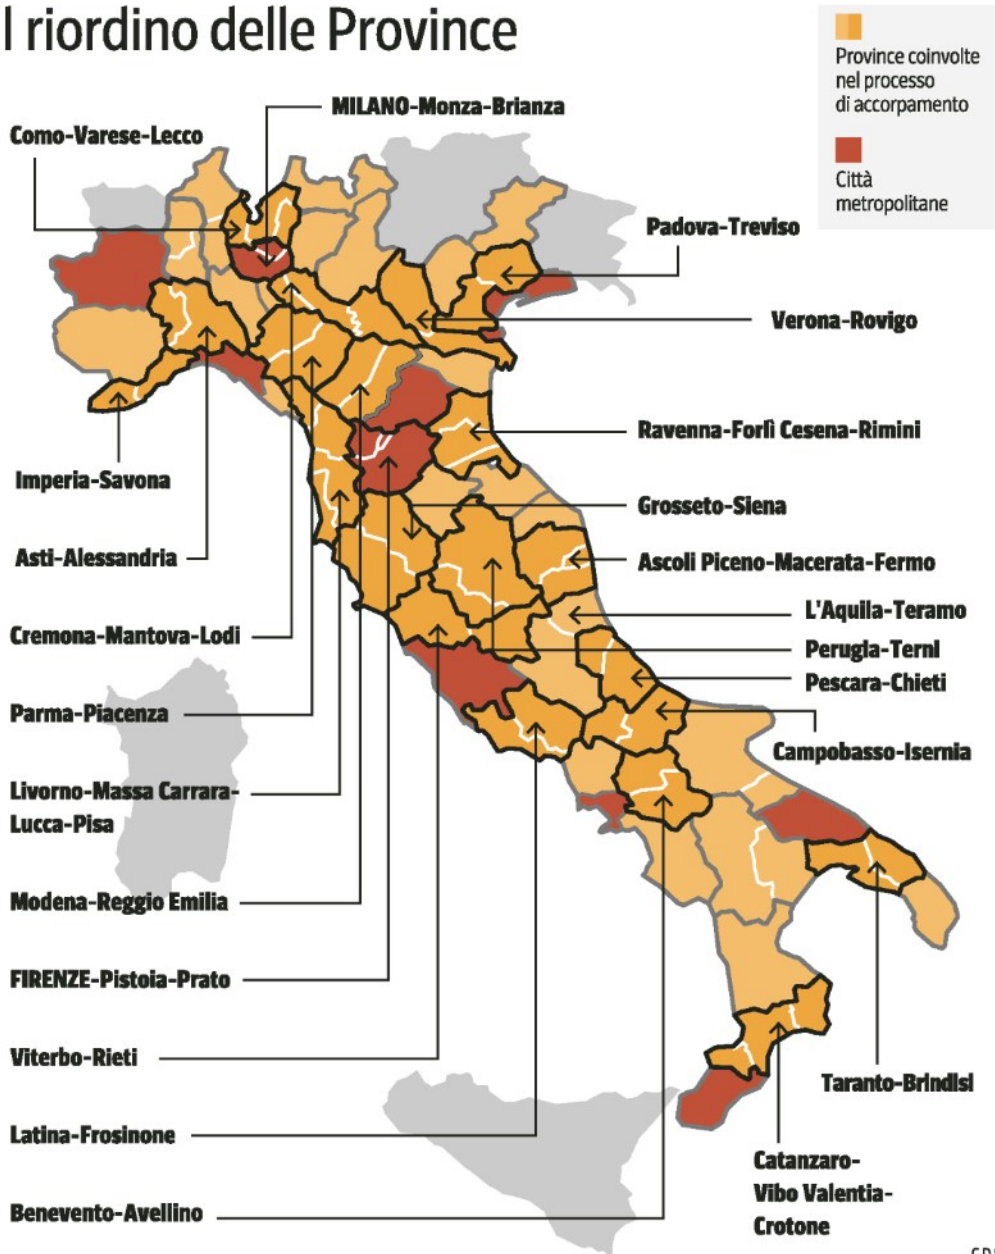 l riordino delle Province
Province coinvolte
nel processo
di accorpamento
Città
metropolitane
MILANO-Monza-Brianza
Como-Varese-Lecco
Padova-Treviso
Verona-Rovigo
Ravenna-Forlì Cesena-Rimini
Imperia-Savona
Grosseto-Siena
Asti-Alessandria
Ascoli Piceno-Macerata-Fermo
L'Aquila-Teramo
Cremona-Mantova-Lodi
Perugia-Terni
Pescara-Chieti
Parma-Piacenza
Campobasso-Isernia
Livorno-Massa Carrara-
Lucca-Pisa
Modena-Reggio Emilia
FIRENZE-Pistoia-Prato
Viterbo-Rieti
Taranto-Brindisi
Latina-Frosinone
Catanzaro-
Vibo Valentia-
Crotone
Benevento-Avellino